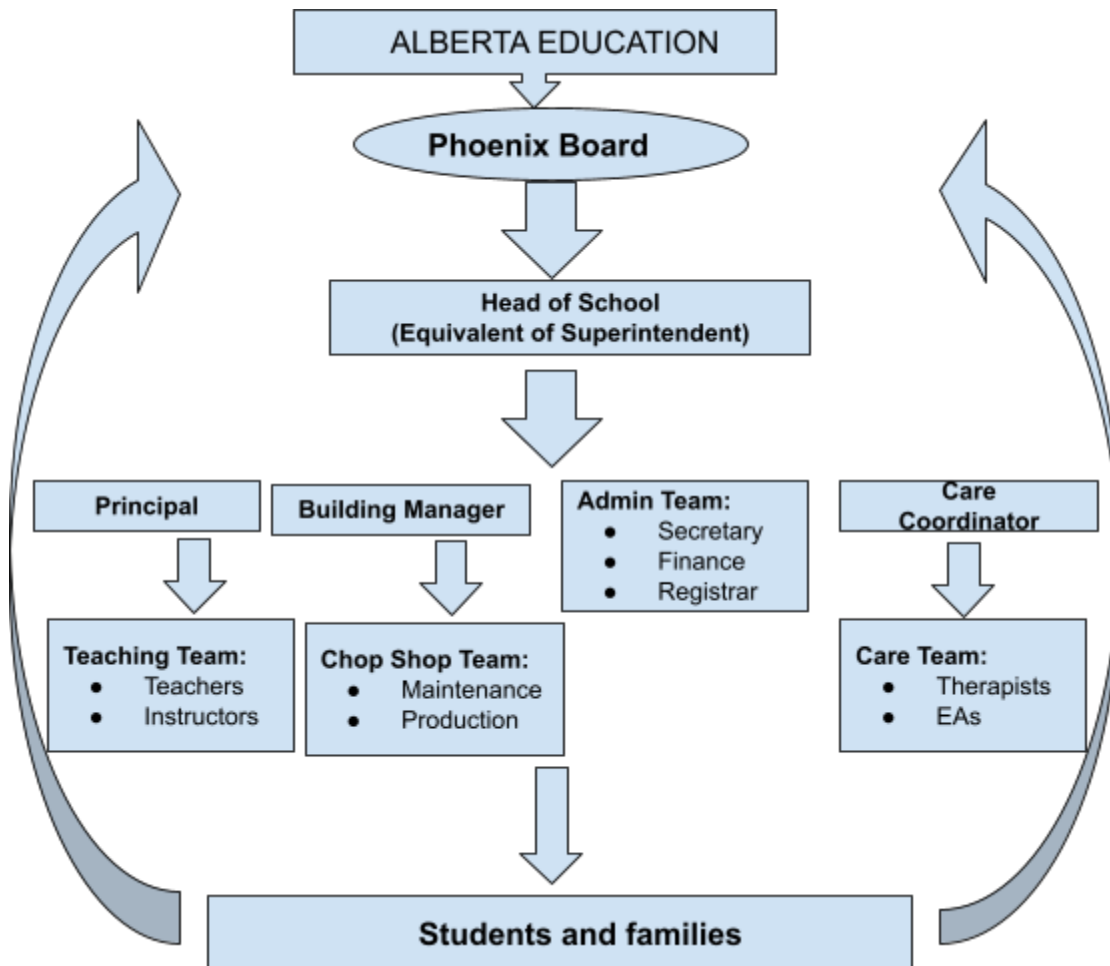 ALBERTA EDUCATION
Phoenix Board
Head of School
(Equivalent of Superintendent)
Principal
Building Manager
Admin Team:
● Secretary
● Finance
● Registrar
Care
Coordinator
Teaching Team:
● Teachers
● Instructors
Chop Shop Team:
● Maintenance
● Production
Care Team:
● Therapists
● EAs
Students and families